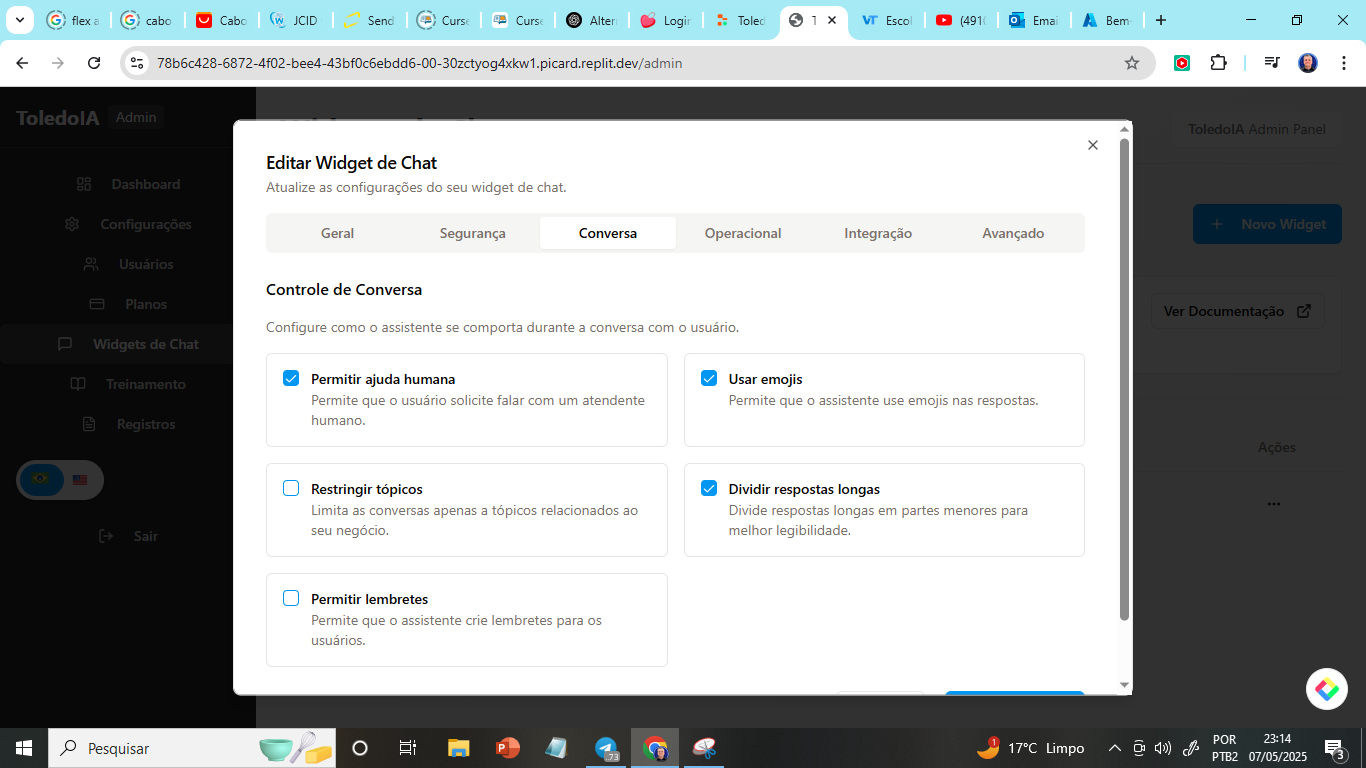 flex a
cabo
Cabo
JCID
Send
Curse
Curse
Alter
Login
Toled
T
Escol
(491(
Emai
Bem-
78b6c428-6872-4f02-bee4-43bf0c6ebdd6-00-30zctyog4xkw1.picard.replit.dev/admin
ToledoIA
Admin
ToledoIA Admin Panel
Dashboard
Configurações
Usuários
Planos
Widgets de Chat
Treinamento
Registros
Sair
Novo Widget
Ver Documentação
Ações
Editar Widget de Chat
Atualize as configurações do seu widget de chat.
Geral
Segurança
Conversa
Operacional
Integração
Avançado
Controle de Conversa
Configure como o assistente se comporta durante a conversa com o usuário.
Permitir ajuda humana
Permite que o usuário solicite falar com um atendente
humano.
Usar emojis
Permite que o assistente use emojis nas respostas.
Restringir tópicos
Limita as conversas apenas a tópicos relacionados ao
seu negócio.
Dividir respostas longas
Divide respostas longas em partes menores para
melhor legibilidade.
Permitir lembretes
Permite que o assistente crie lembretes para os
usuários.
Pesquisar
73
1
17°C Limpo
POR
PTB2
23:14
07/05/2025
3